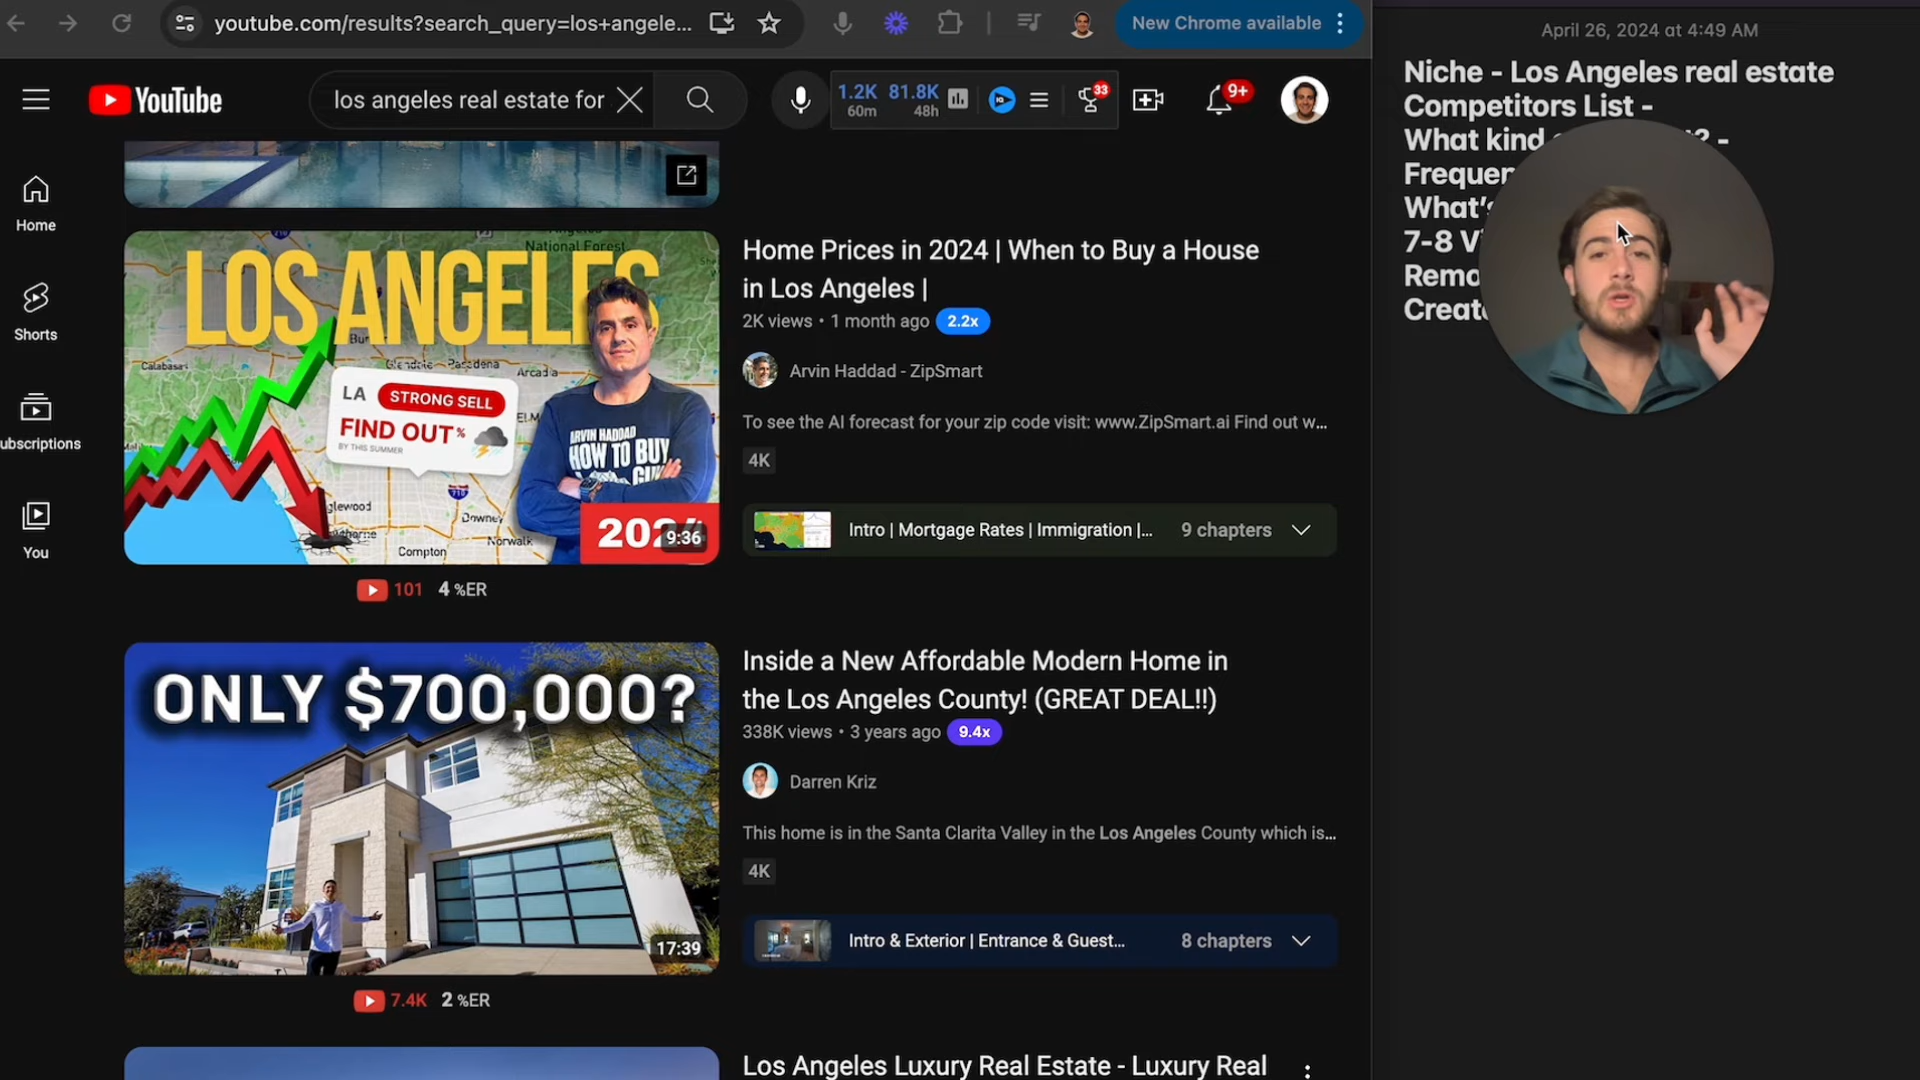 youtube.com/results?search_query=los+angele...
New Chrome available
YouTube
los angeles real estate for
1.2K 81.8K
60m 48h
33
9+
Home
Shorts
ubscriptions
You
National Forest
LOS ANGELES
Calabasas
Glendale
Pasadena
Arcadia
LA STRONG SELL
FIND OUT%
BY THIS SUMMER
EL M
ARVIN HADDAD
HOW TO BUY
710
glewood
Downey
Norwalk
Compton
2024
9:36
101 4 %ER
Home Prices in 2024 | When to Buy a House
in Los Angeles |
2K views • 1 month ago 2.2x
Arvin Haddad - ZipSmart
To see the AI forecast for your zip code visit: www.ZipSmart.ai Find out w...
4K
Intro | Mortgage Rates | Immigration |... 9 chapters
ONLY $700,000?
17:39
7.4K 2 %ER
Inside a New Affordable Modern Home in
the Los Angeles County! (GREAT DEAL!!)
338K views • 3 years ago 9.4x
Darren Kriz
This home is in the Santa Clarita Valley in the Los Angeles County which is...
4K
Intro & Exterior | Entrance & Guest... 8 chapters
Los Angeles Luxury Real Estate - Luxury Real
April 26, 2024 at 4:49 AM
Niche - Los Angeles real estate
Competitors List -
What kind ? -
Frequen
What's
7-8 Vi
Remo
Creat